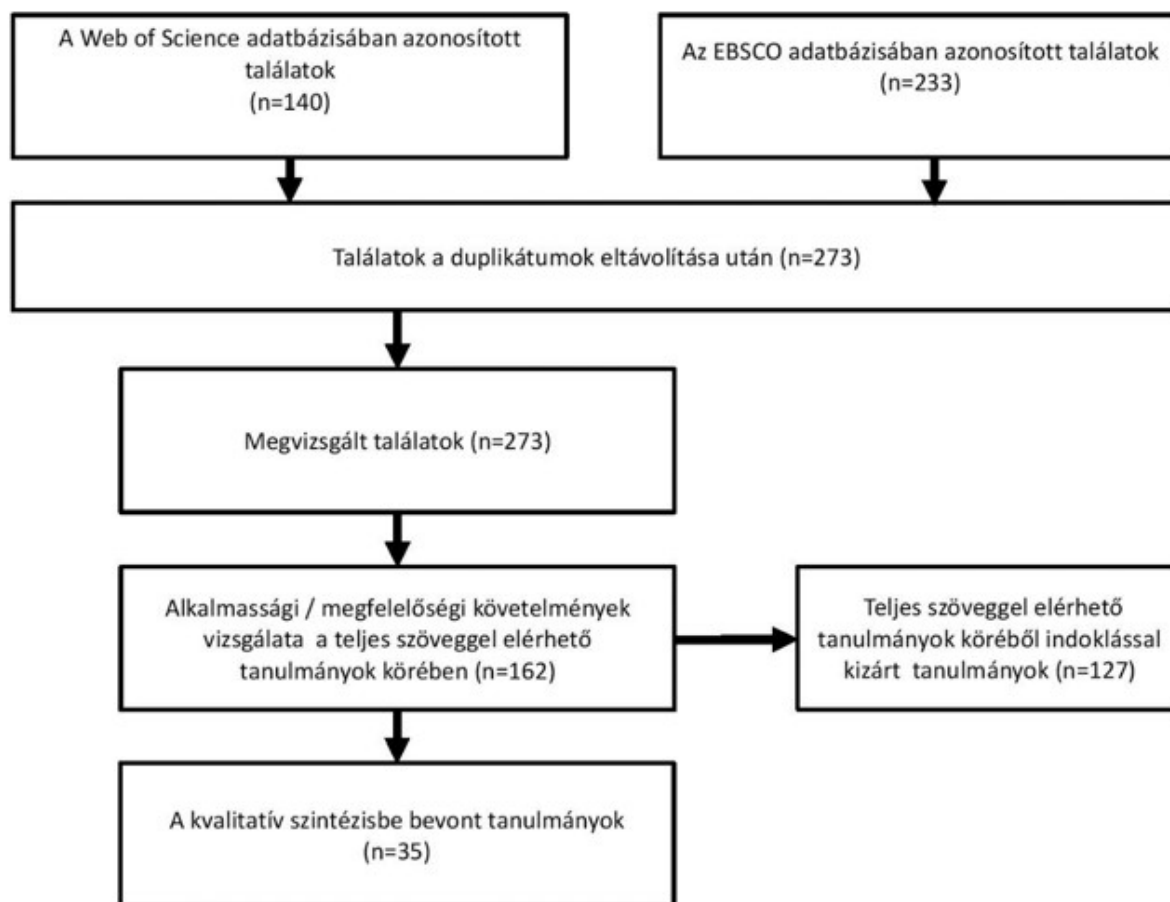 A Web of Science adatbázisában azonosított
találatok
(n=140)
Az EBSCO adatbázisában azonosított találatok
(n=233)
Találatok a duplikátumok eltávolítása után (n=273)
Megvizsgált találatok (n=273)
Alkalmassági / megfelelőségi követelmények
vizsgálata a teljes szöveggel elérhető
tanulmányok körében (n=162)
Teljes szöveggel elérhető
tanulmányok köréből indoklással
kizárt tanulmányok (n=127)
A kvalitatív szintézisbe bevont tanulmányok
(n=35)